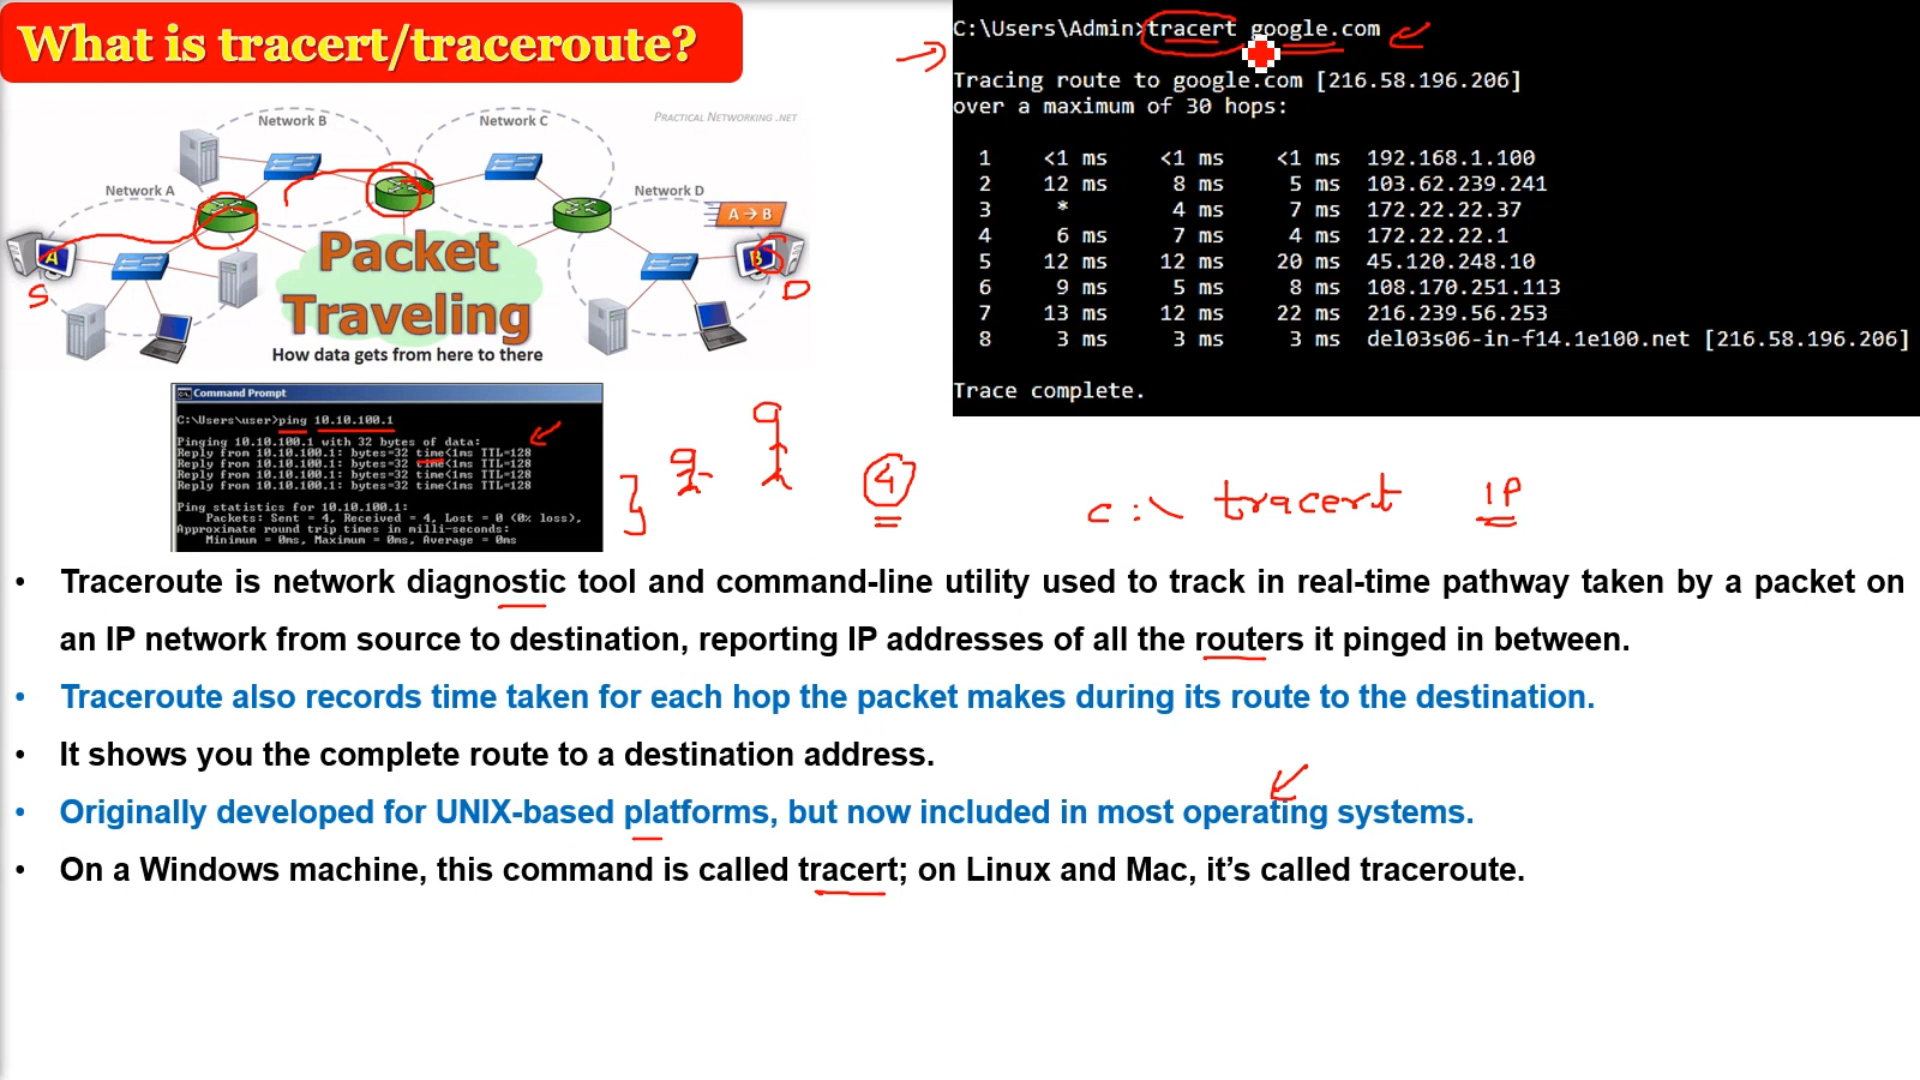 What is tracert/traceroute?
Network B
Network C
PRACTICAL NETWORKING .NET
Network A
Network D
A → B
A
B
S
D
Packet
Traveling
How data gets from here to there
C:\Users\Admin>tracert google.com
Tracing route to google.com [216.58.196.206]
over a maximum of 30 hops:
1 <1 ms <1 ms <1 ms 192.168.1.100
2 12 ms 8 ms 5 ms 103.62.239.241
3 * 4 ms 7 ms 172.22.22.37
4 6 ms 7 ms 4 ms 172.22.22.1
5 12 ms 12 ms 20 ms 45.120.248.10
6 9 ms 5 ms 8 ms 108.170.251.113
7 13 ms 12 ms 22 ms 216.239.56.253
8 3 ms 3 ms 3 ms del03s06-in-f14.1e100.net [216.58.196.206]
Trace complete.
Command Prompt
C:\Users\user>ping 10.10.100.1
Pinging 10.10.100.1 with 32 bytes of data:
Reply from 10.10.100.1: bytes=32 time<1ms TTL=128
Reply from 10.10.100.1: bytes=32 time<1ms TTL=128
Reply from 10.10.100.1: bytes=32 time<1ms TTL=128
Reply from 10.10.100.1: bytes=32 time<1ms TTL=128
Ping statistics for 10.10.100.1:
Packets: Sent = 4, Received = 4, Lost = 0 (0% loss),
Approximate round trip times in milli-seconds:
Minimum = 0ms, Maximum = 0ms, Average = 0ms
4
c:\ tracert IP
• Traceroute is network diagnostic tool and command-line utility used to track in real-time pathway taken by a packet on
an IP network from source to destination, reporting IP addresses of all the routers it pinged in between.
• Traceroute also records time taken for each hop the packet makes during its route to the destination.
• It shows you the complete route to a destination address.
• Originally developed for UNIX-based platforms, but now included in most operating systems.
• On a Windows machine, this command is called tracert; on Linux and Mac, it’s called traceroute.